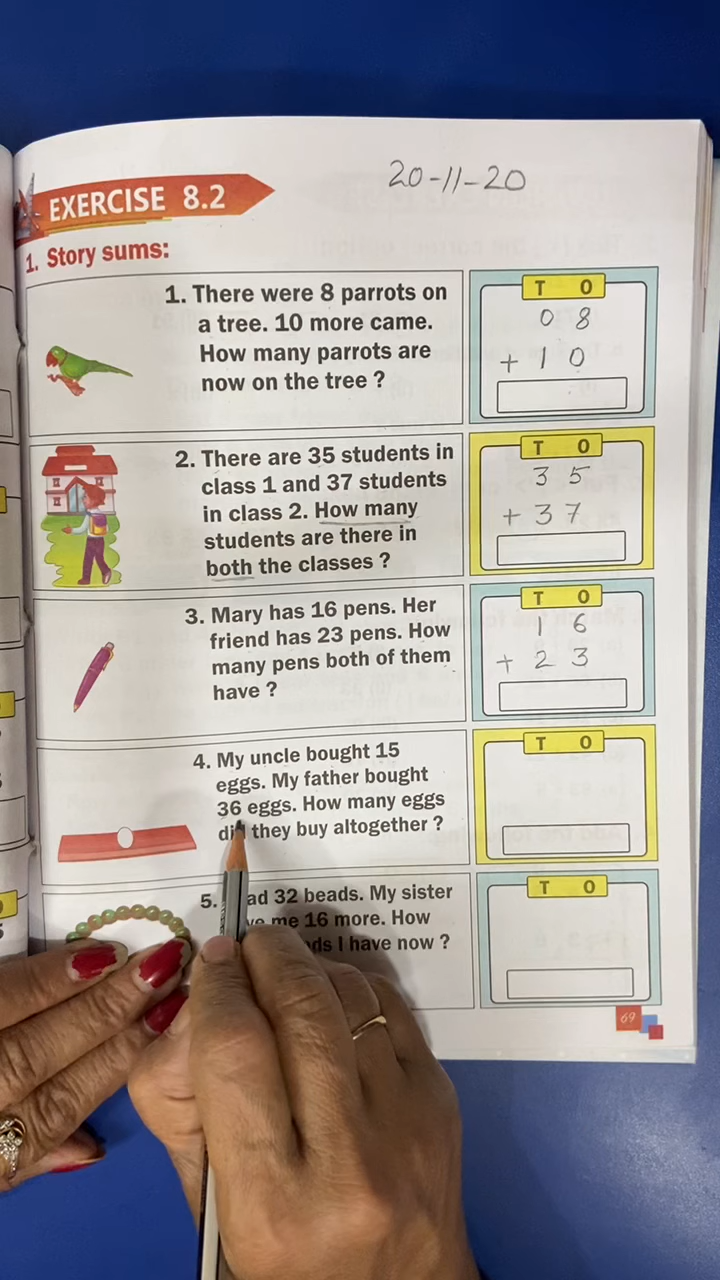 20-11-20
EXERCISE 8.2
1. Story sums:
1. There were 8 parrots on
a tree. 10 more came.
How many parrots are
now on the tree ?
T O
0 8
+ 1 0
2. There are 35 students in
class 1 and 37 students
in class 2. How many
students are there in
both the classes ?
T O
3 5
+ 3 7
3. Mary has 16 pens. Her
friend has 23 pens. How
many pens both of them
have ?
T O
1 6
+ 2 3
4. My uncle bought 15
eggs. My father bought
36 eggs. How many eggs
they buy altogether ?
T O
5. 32 beads. My sister
me 16 more. How
I have now ?
T O
69